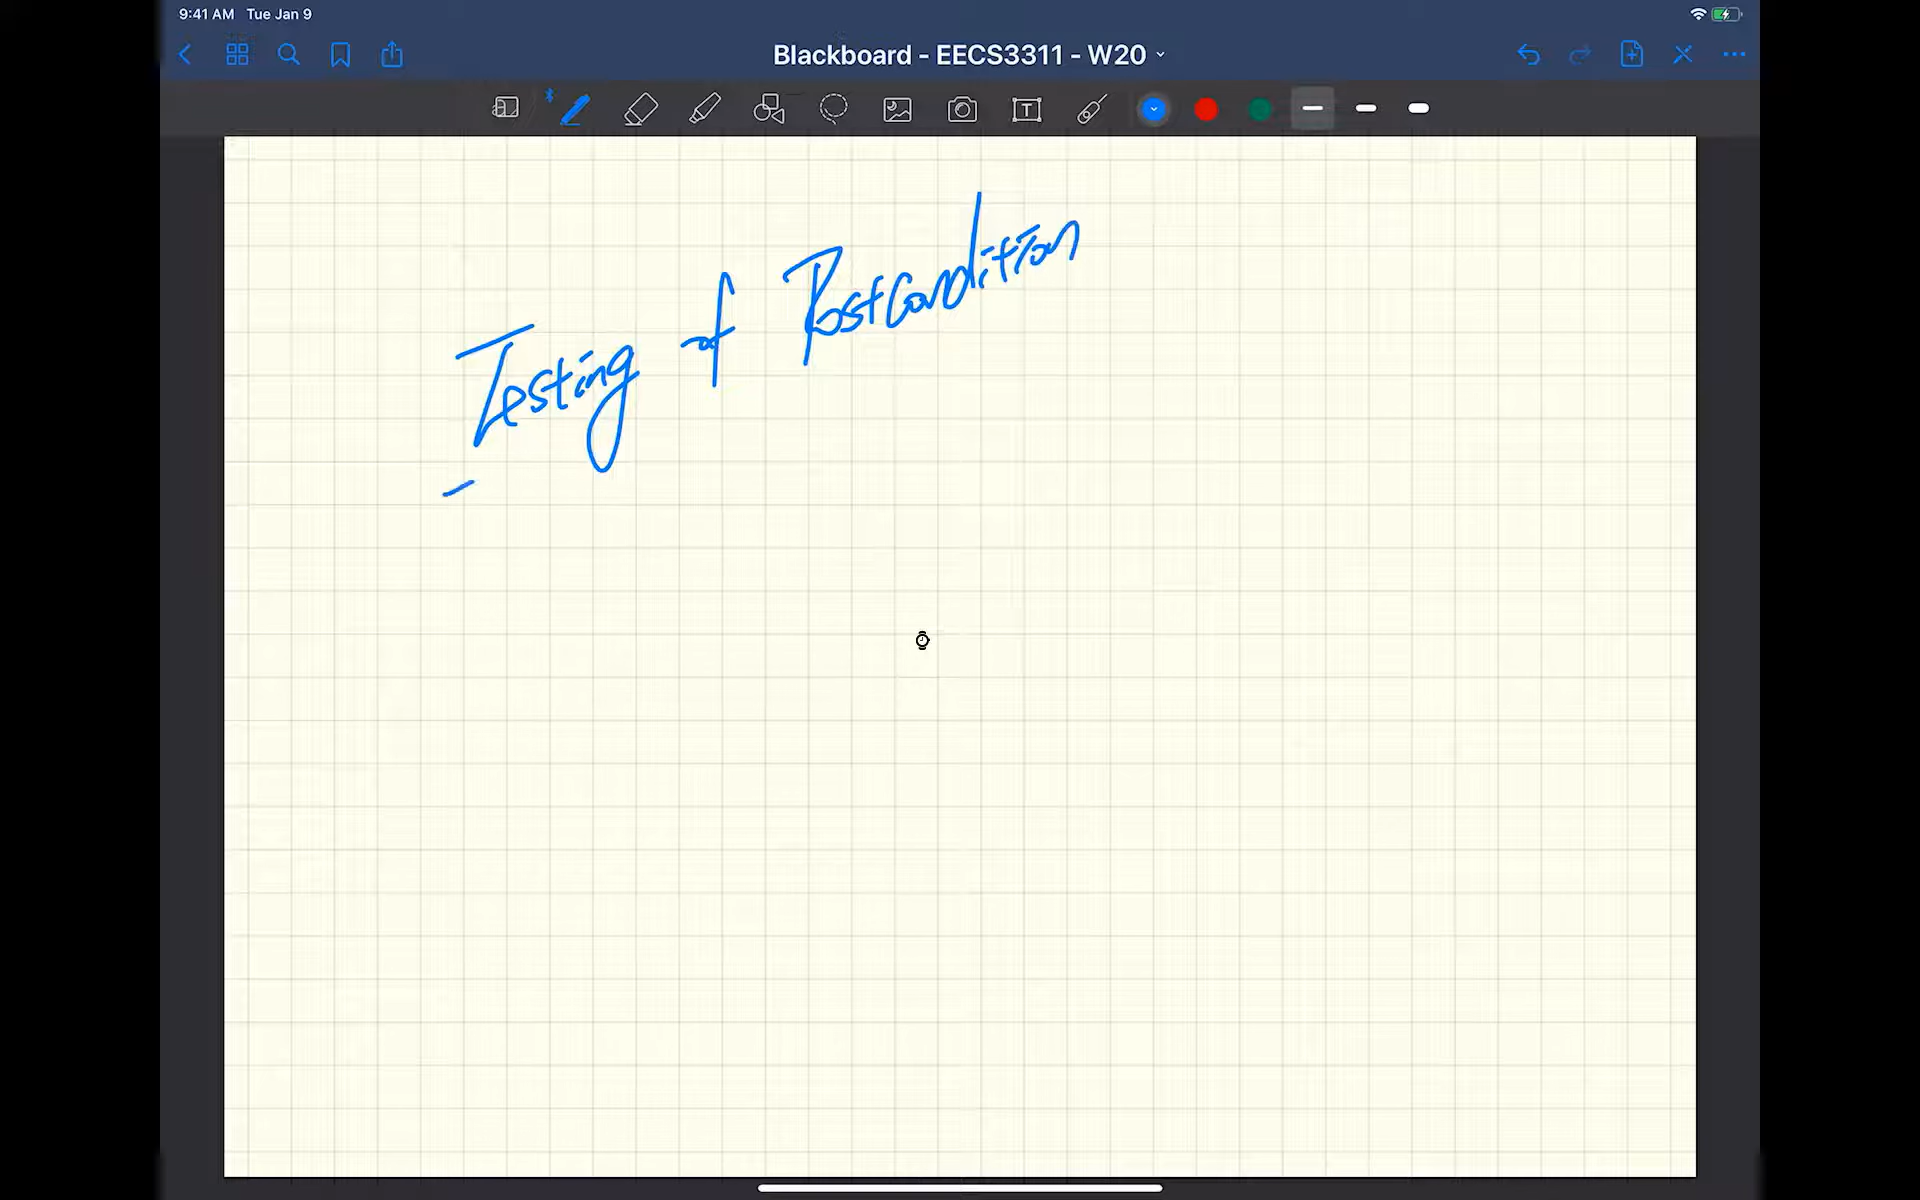 9:41 AM Tue Jan 9
Blackboard - EECS3311 - W20
Testing of Postcondition
-